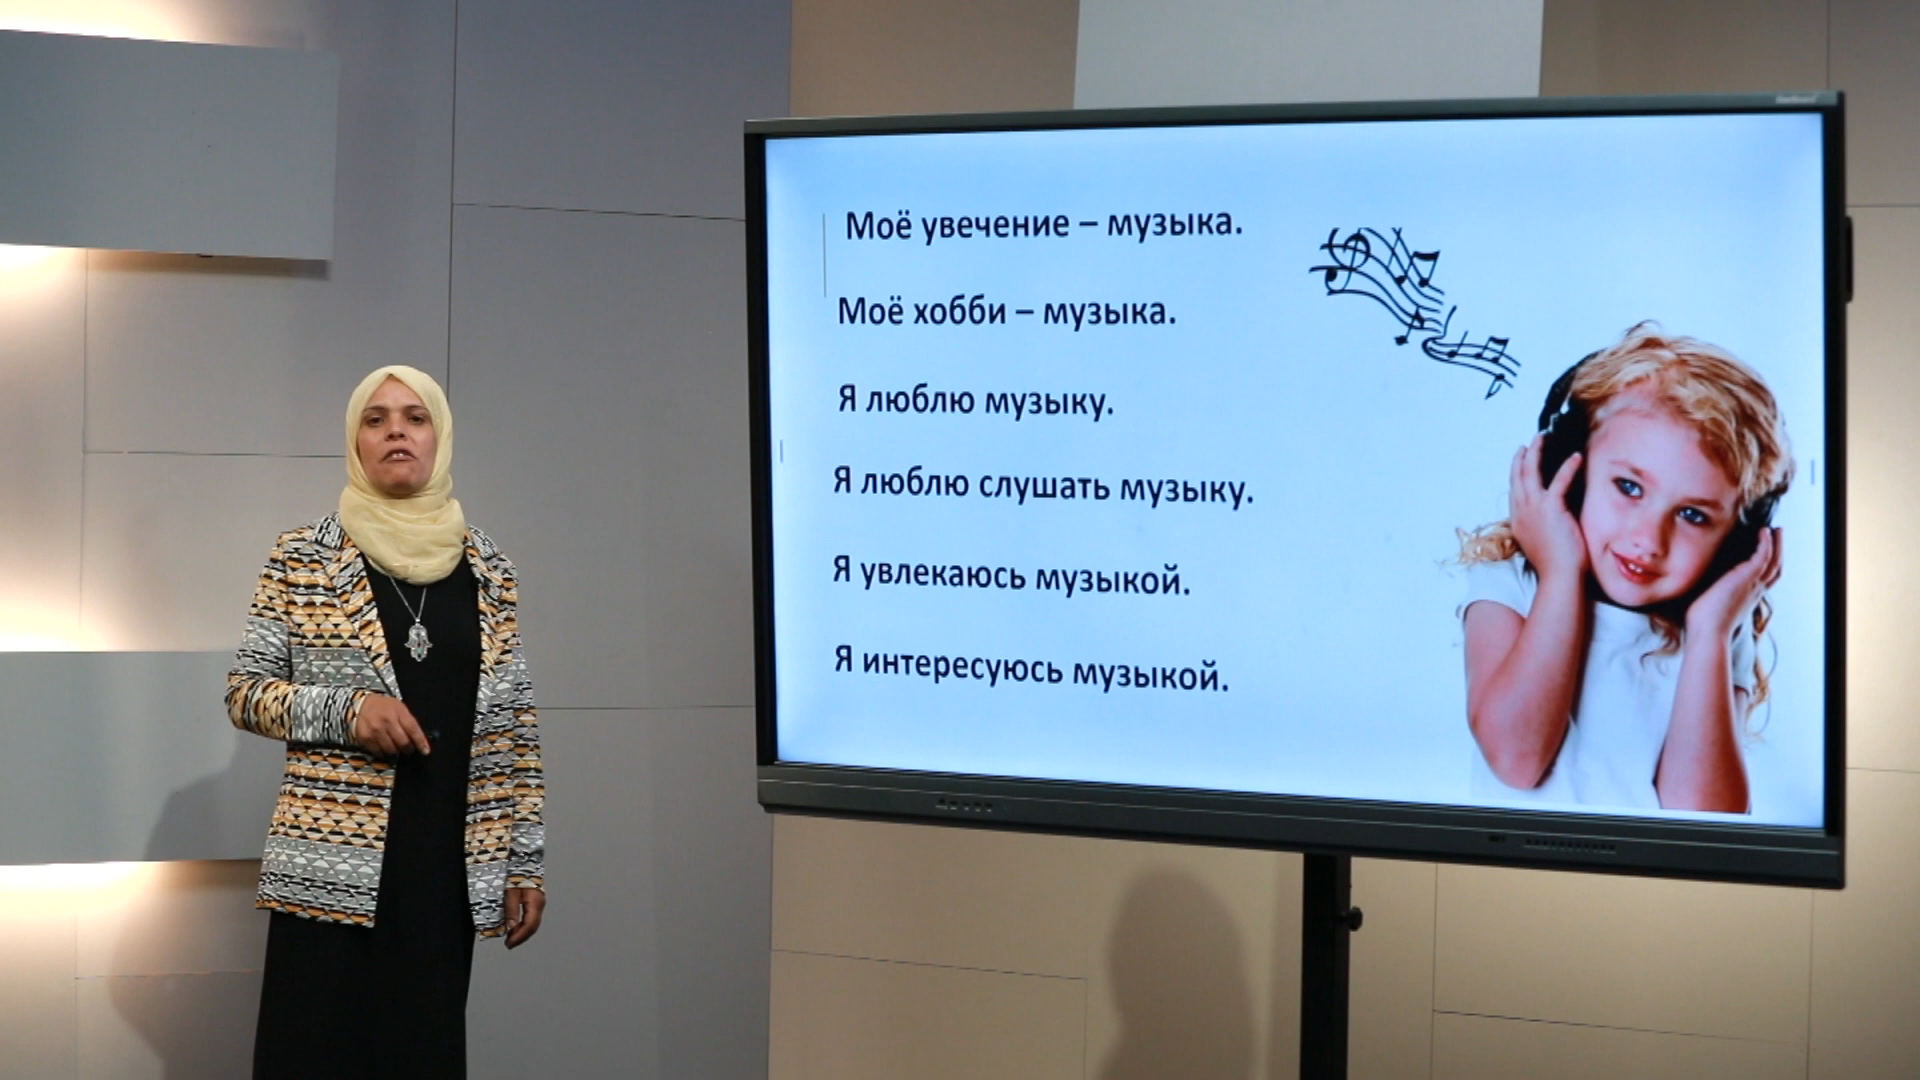 Моё увечение – музыка.
Моё хобби – музыка.
Я люблю музыку.
Я люблю слушать музыку.
Я увлекаюсь музыкой.
Я интересуюсь музыкой.